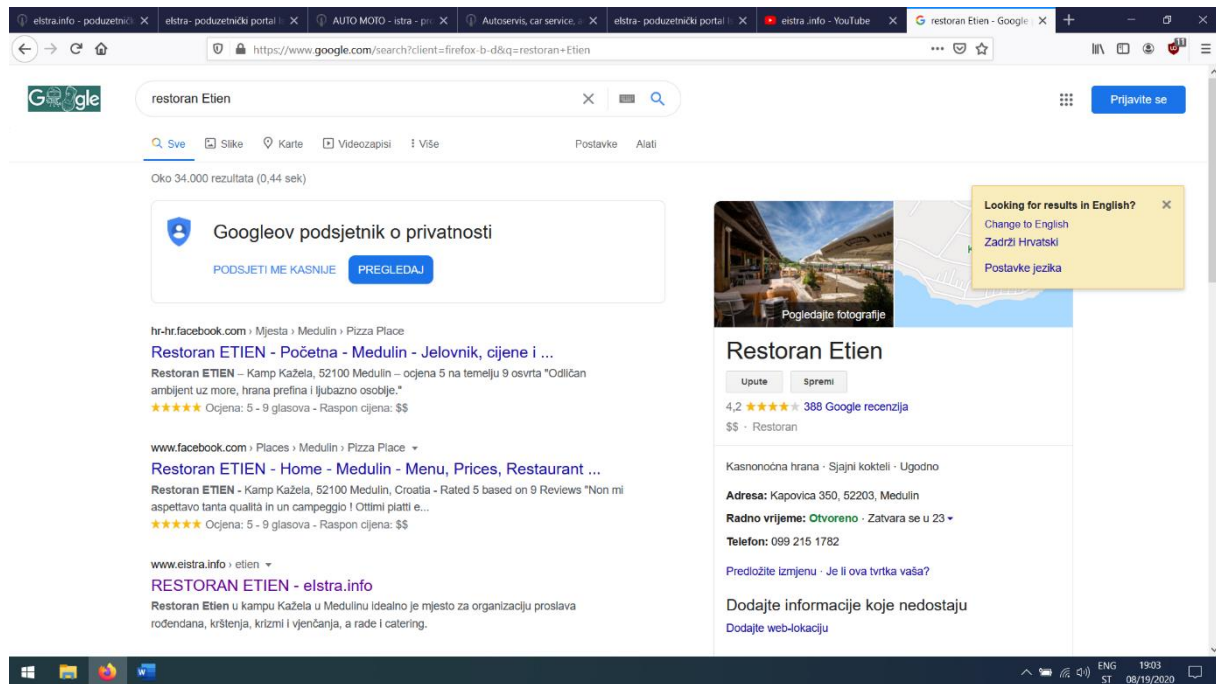 elstra.info - poduzetnič
elstra- poduzetnički portal Is
AUTO MOTO - istra - pro
Autoservis, car service, a
elstra- poduzetnički portal Is
eistra .info - YouTube
restoran Etien - Google
https://www.google.com/search?client=firefox-b-d&q=restoran+Etien
11
G gle
restoran Etien
Prijavite se
Sve Slike Karte Videozapisi Više Postavke Alati
Oko 34.000 rezultata (0,44 sek)
Googleov podsjetnik o privatnosti
PODSJETI ME KASNIJE PREGLEDAJ
hr-hr.facebook.com › Mjesta › Medulin › Pizza Place
Restoran ETIEN - Početna - Medulin - Jelovnik, cijene i ...
Restoran ETIEN – Kamp Kažela, 52100 Medulin – ocjena 5 na temelju 9 osvrta "Odličan
ambijent uz more, hrana prefina i ljubazno osoblje."
★★★★★ Ocjena: 5 - 9 glasova - Raspon cijena: $$
www.facebook.com › Places › Medulin › Pizza Place
Restoran ETIEN - Home - Medulin - Menu, Prices, Restaurant ...
Restoran ETIEN - Kamp Kažela, 52100 Medulin, Croatia - Rated 5 based on 9 Reviews "Non mi
aspettavo tanta qualità in un campeggio ! Ottimi piatti e...
★★★★★ Ocjena: 5 - 9 glasova - Raspon cijena: $$
www.eistra.info › etien
RESTORAN ETIEN - elstra.info
Restoran Etien u kampu Kažela u Medulinu idealno je mjesto za organizaciju proslava
rođendana, krštenja, krizmi i vjenčanja, a rade i catering.
Looking for results in English?
Change to English
Zadrži Hrvatski
Postavke jezika
Pogledajte fotografije
Restoran Etien
Upute Spremi
4,2 ★★★★★ 388 Google recenzija
$$ · Restoran
Kasnonoćna hrana · Sjajni kokteli · Ugodno
Adresa: Kapovica 350, 52203, Medulin
Radno vrijeme: Otvoreno · Zatvara se u 23
Telefon: 099 215 1782
Predložite izmjenu · Je li ova tvrtka vaša?
Dodajte informacije koje nedostaju
Dodajte web-lokaciju
ENG 19:03
ST 08/19/2020